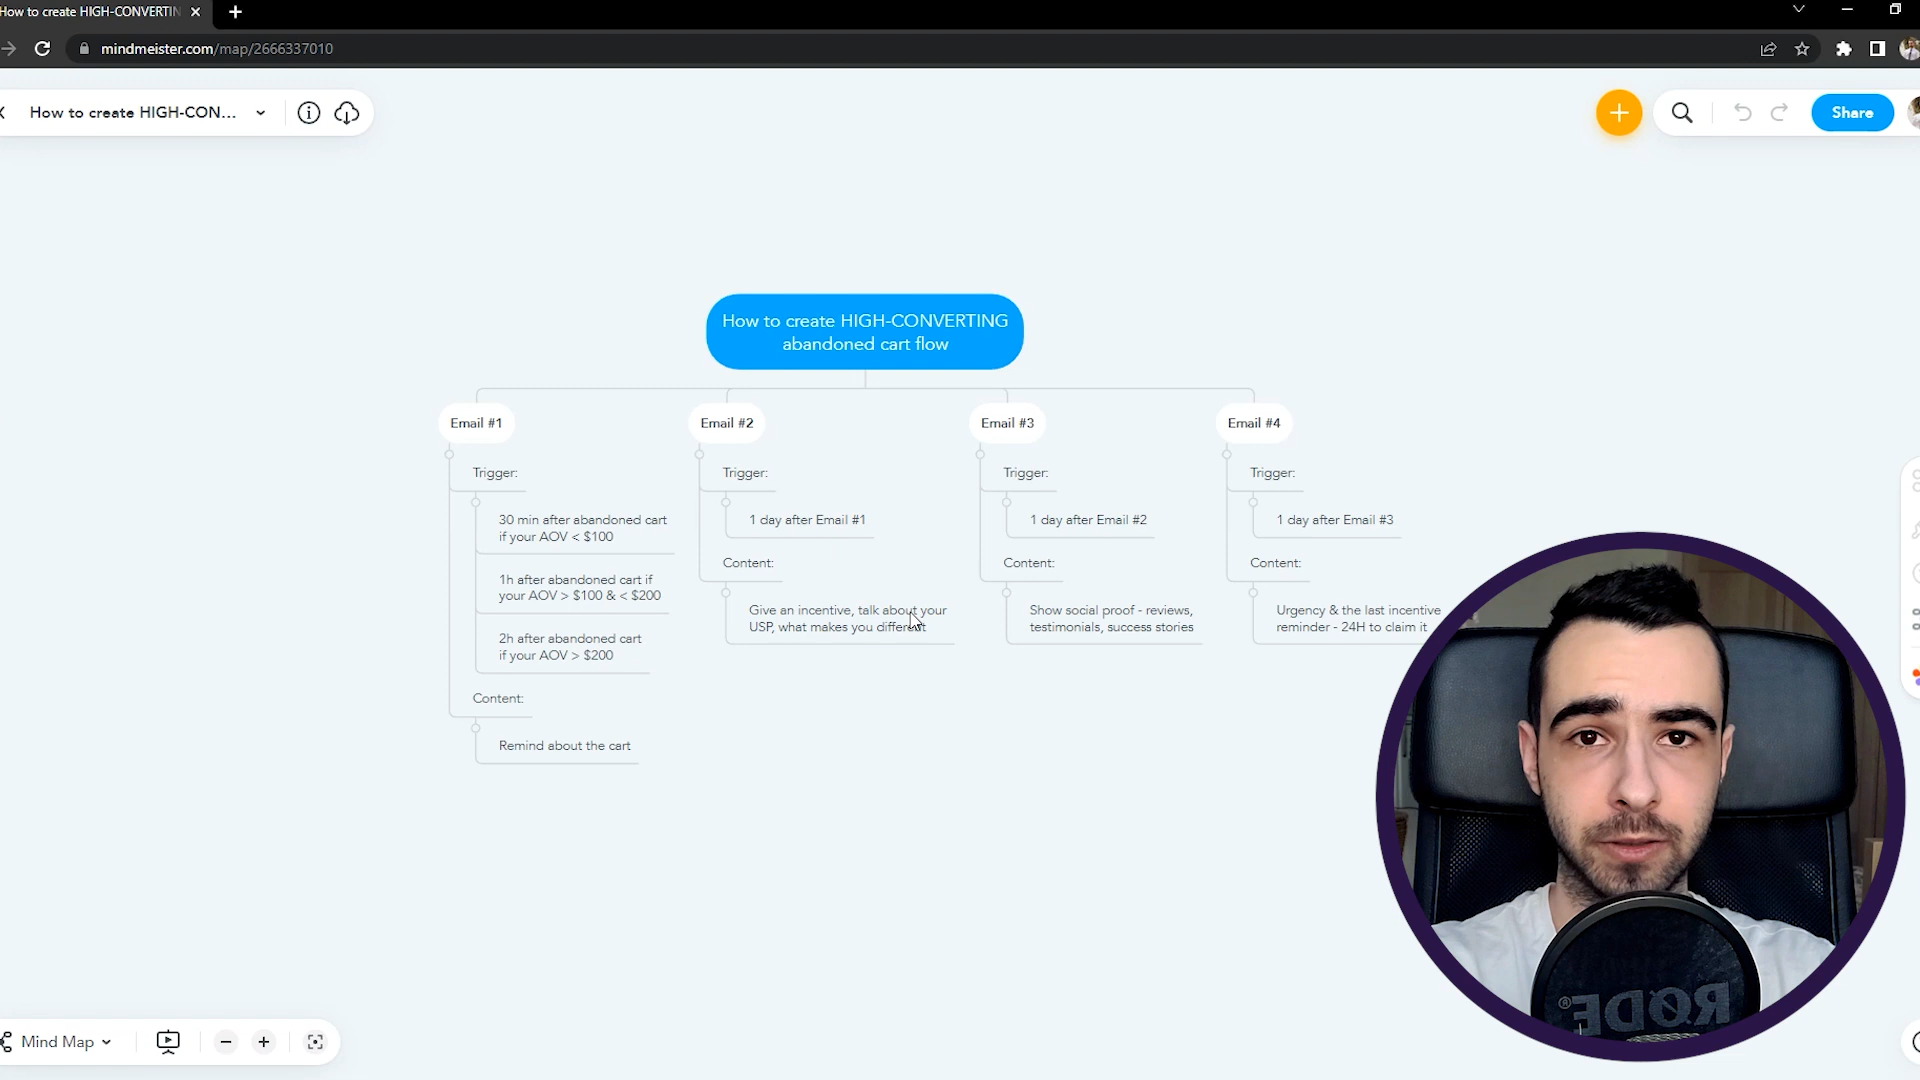 How to create HIGH-CONVERTIN
mindmeister.com/map/2666337010
How to create HIGH-CON...
Share
How to create HIGH-CONVERTING
abandoned cart flow
Email #1
Trigger:
30 min after abandoned cart
if your AOV < $100
1h after abandoned cart if
your AOV > $100 & < $200
2h after abandoned cart
if your AOV > $200
Content:
Remind about the cart
Email #2
Trigger:
1 day after Email #1
Content:
Give an incentive, talk about your
USP, what makes you different
Email #3
Trigger:
1 day after Email #2
Content:
Show social proof - reviews,
testimonials, success stories
Email #4
Trigger:
1 day after Email #3
Content:
Urgency & the last incentive
reminder - 24H to claim it
RØDE®
Mind Map